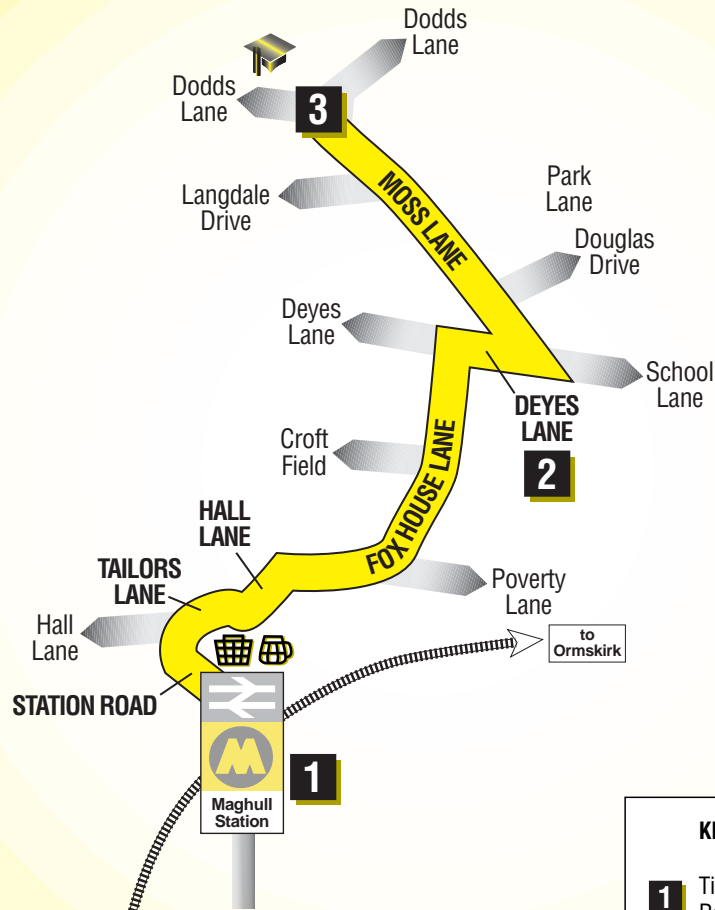 Dodds
Lane
Dodds
Lane
3
Langdale
Drive
MOSS LANE
Park
Lane
Douglas
Drive
Deyes
Lane
School
Lane
DEYES
LANE
2
Croft
Field
FOX HOUSE LANE
HALL
LANE
TAILORS
LANE
Poverty
Lane
Hall
Lane
to
Ormskirk
STATION ROAD
M
1
Maghull
Station
1